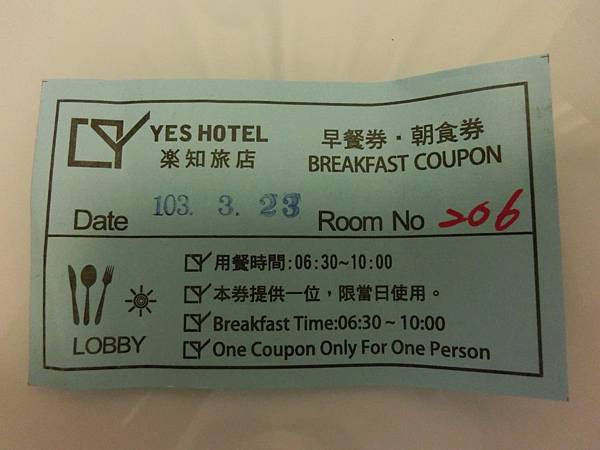 YES HOTEL
楽知旅店
早餐券・朝食券
BREAKFAST COUPON
Date 103. 3. 23 Room No 206
用餐時間:06:30~10:00
本券提供一位，限當日使用。
Breakfast Time:06:30 ~ 10:00
One Coupon Only For One Person
LOBBY